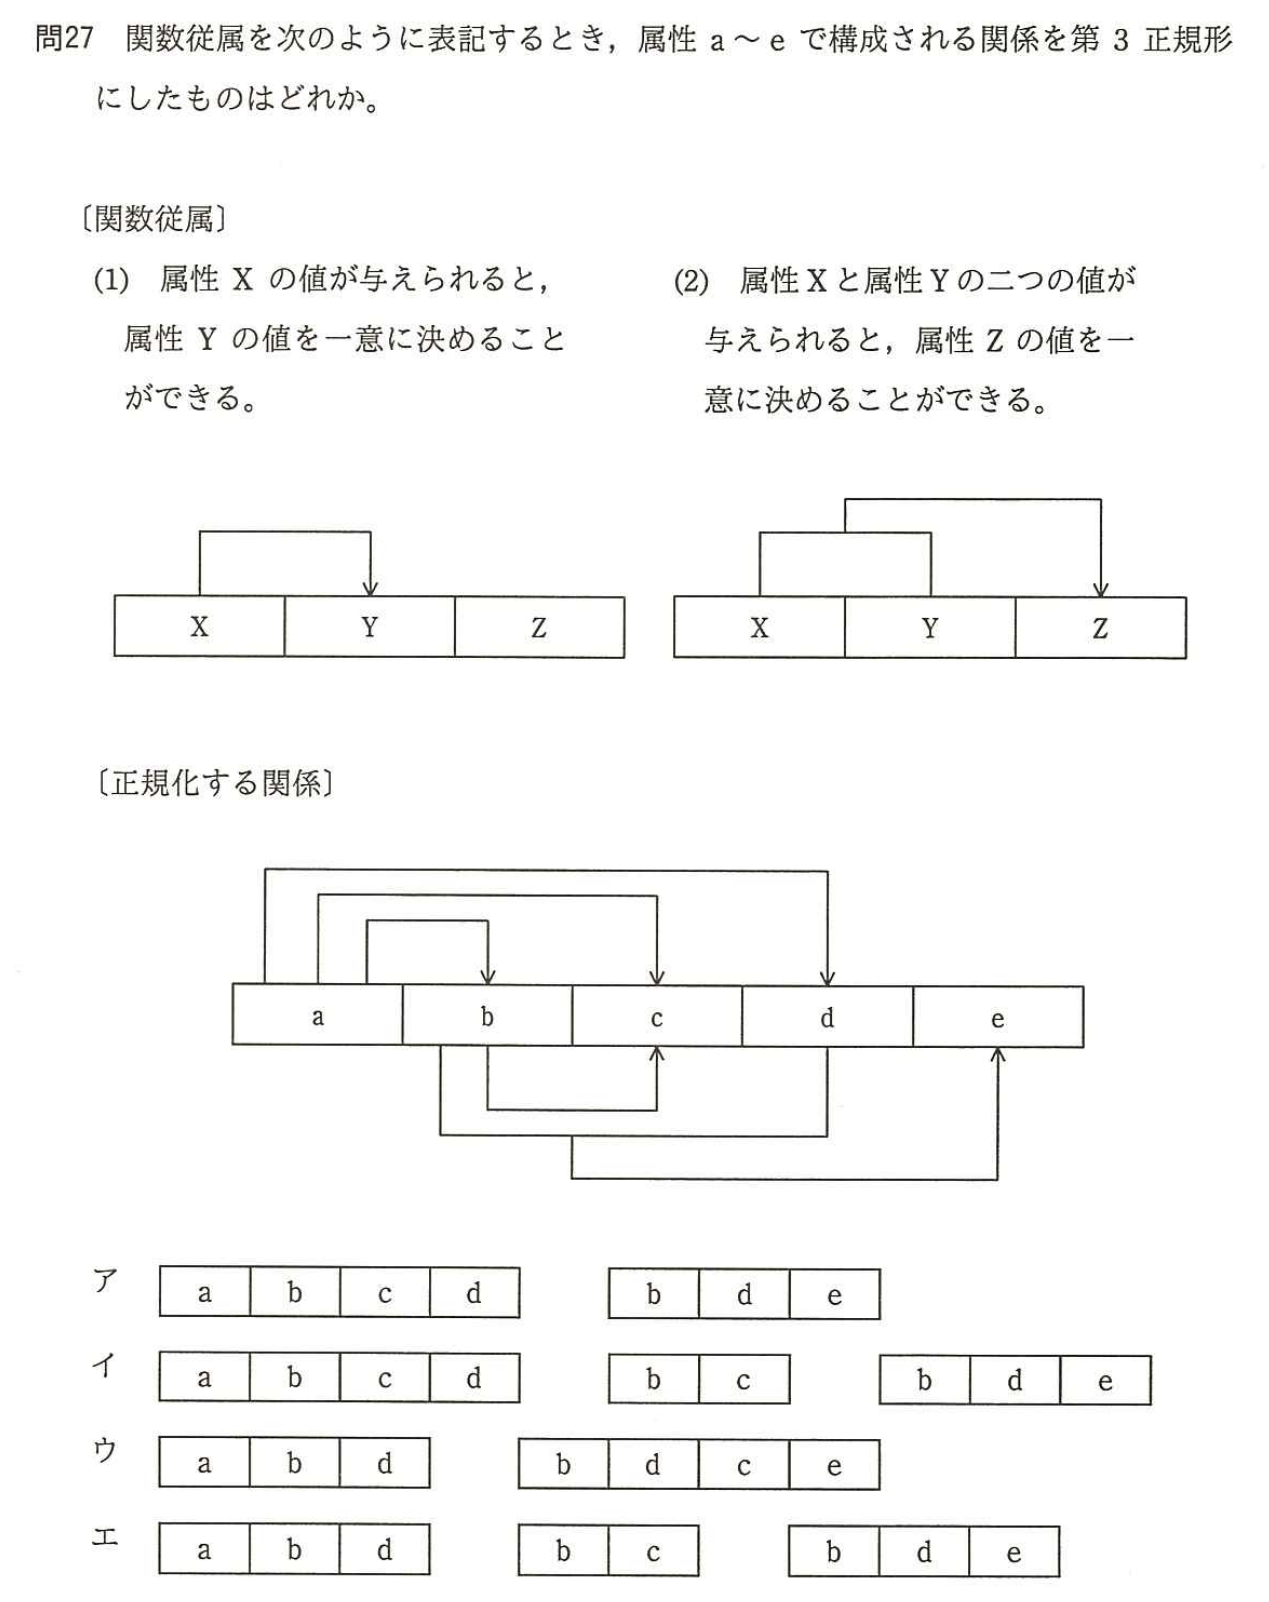 問27 関数従属を次のように表記するとき，属性 a～e で構成される関係を第 3 正規形
にしたものはどれか。
〔関数従属〕
(1) 属性 X の値が与えられると，
属性 Y の値を一意に決めること
ができる。
(2) 属性 X と属性 Y の二つの値が
与えられると，属性 Z の値を一
意に決めることができる。
X Y Z
X Y Z
〔正規化する関係〕
a b c d e
ア a b c d b d e
イ a b c d b c b d e
ウ a b d b d c e
エ a b d b c b d e